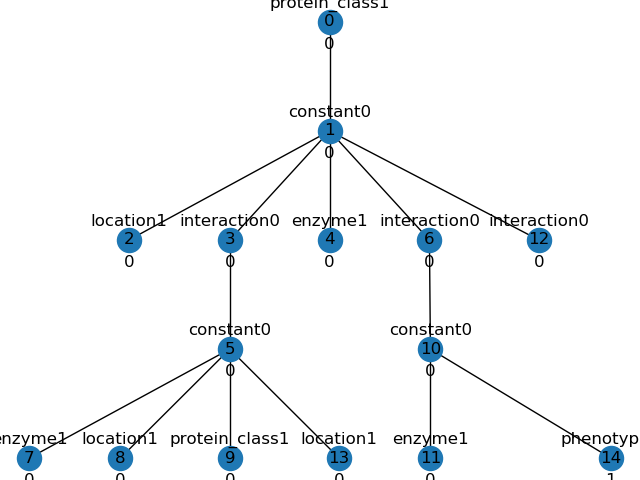 protein_class1
0
0
constant0
1
0
location1 interaction0 enzyme1 interaction0 interaction0
2 3 4 6 12
0 0 0 0 0
constant0 constant0
5 10
0 0
enzyme1 location1 protein_class1 location1 enzyme1 phenotyp
7 8 9 13 11 14
0 0 0 0 0 1